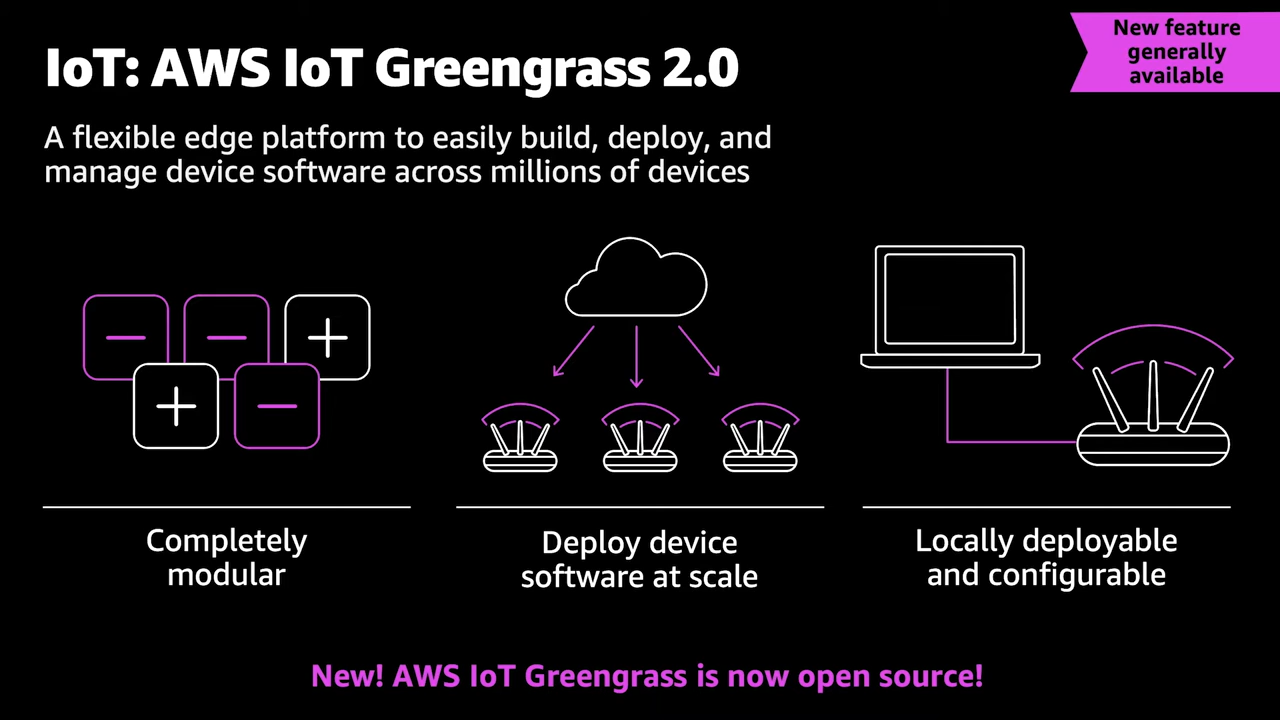 IoT: AWS IoT Greengrass 2.0
New feature
generally
available
A flexible edge platform to easily build, deploy, and
manage device software across millions of devices
Completely
modular
Deploy device
software at scale
Locally deployable
and configurable
New! AWS IoT Greengrass is now open source!